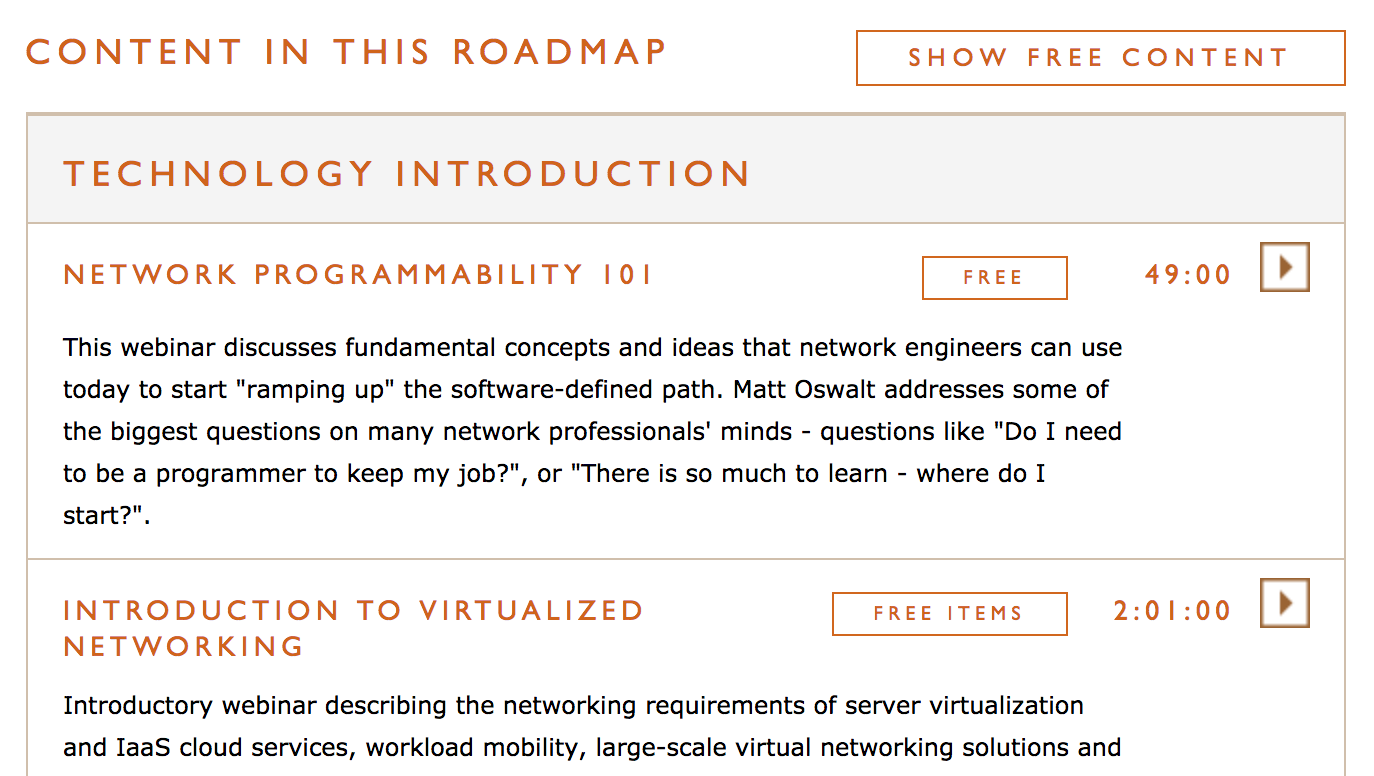 CONTENT IN THIS ROADMAP
SHOW FREE CONTENT
TECHNOLOGY INTRODUCTION
NETWORK PROGRAMMABILITY 101
FREE
49:00
This webinar discusses fundamental concepts and ideas that network engineers can use
today to start "ramping up" the software-defined path. Matt Oswalt addresses some of
the biggest questions on many network professionals' minds - questions like "Do I need
to be a programmer to keep my job?", or "There is so much to learn - where do I
start?".
INTRODUCTION TO VIRTUALIZED
NETWORKING
FREE ITEMS
2:01:00
Introductory webinar describing the networking requirements of server virtualization
and IaaS cloud services, workload mobility, large-scale virtual networking solutions and